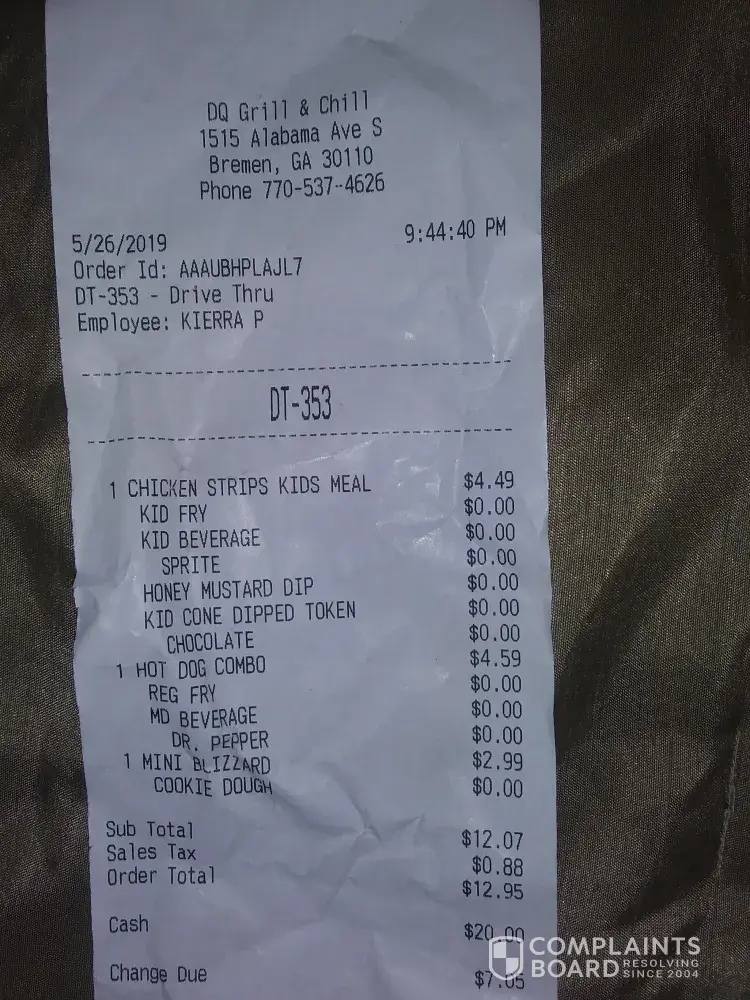 DQ Grill & Chill
1515 Alabama Ave S
Bremen, GA 30110
Phone 770-537-4626
5/26/2019 9:44:40 PM
Order Id: AAAUBHPLAJL7
DT-353 - Drive Thru
Employee: KIERRA P
DT-353
1 CHICKEN STRIPS KIDS MEAL $4.49
KID FRY $0.00
KID BEVERAGE $0.00
SPRITE $0.00
HONEY MUSTARD DIP $0.00
KID CONE DIPPED TOKEN $0.00
CHOCOLATE $0.00
1 HOT DOG COMBO $4.59
REG FRY $0.00
MD BEVERAGE $0.00
DR. PEPPER $0.00
1 MINI BLIZZARD $2.99
COOKIE DOUGH $0.00
Sub Total $12.07
Sales Tax $0.88
Order Total $12.95
Cash $20.00
Change Due $7.05
COMPLAINTS
BOARD RESOLVING SINCE 2004